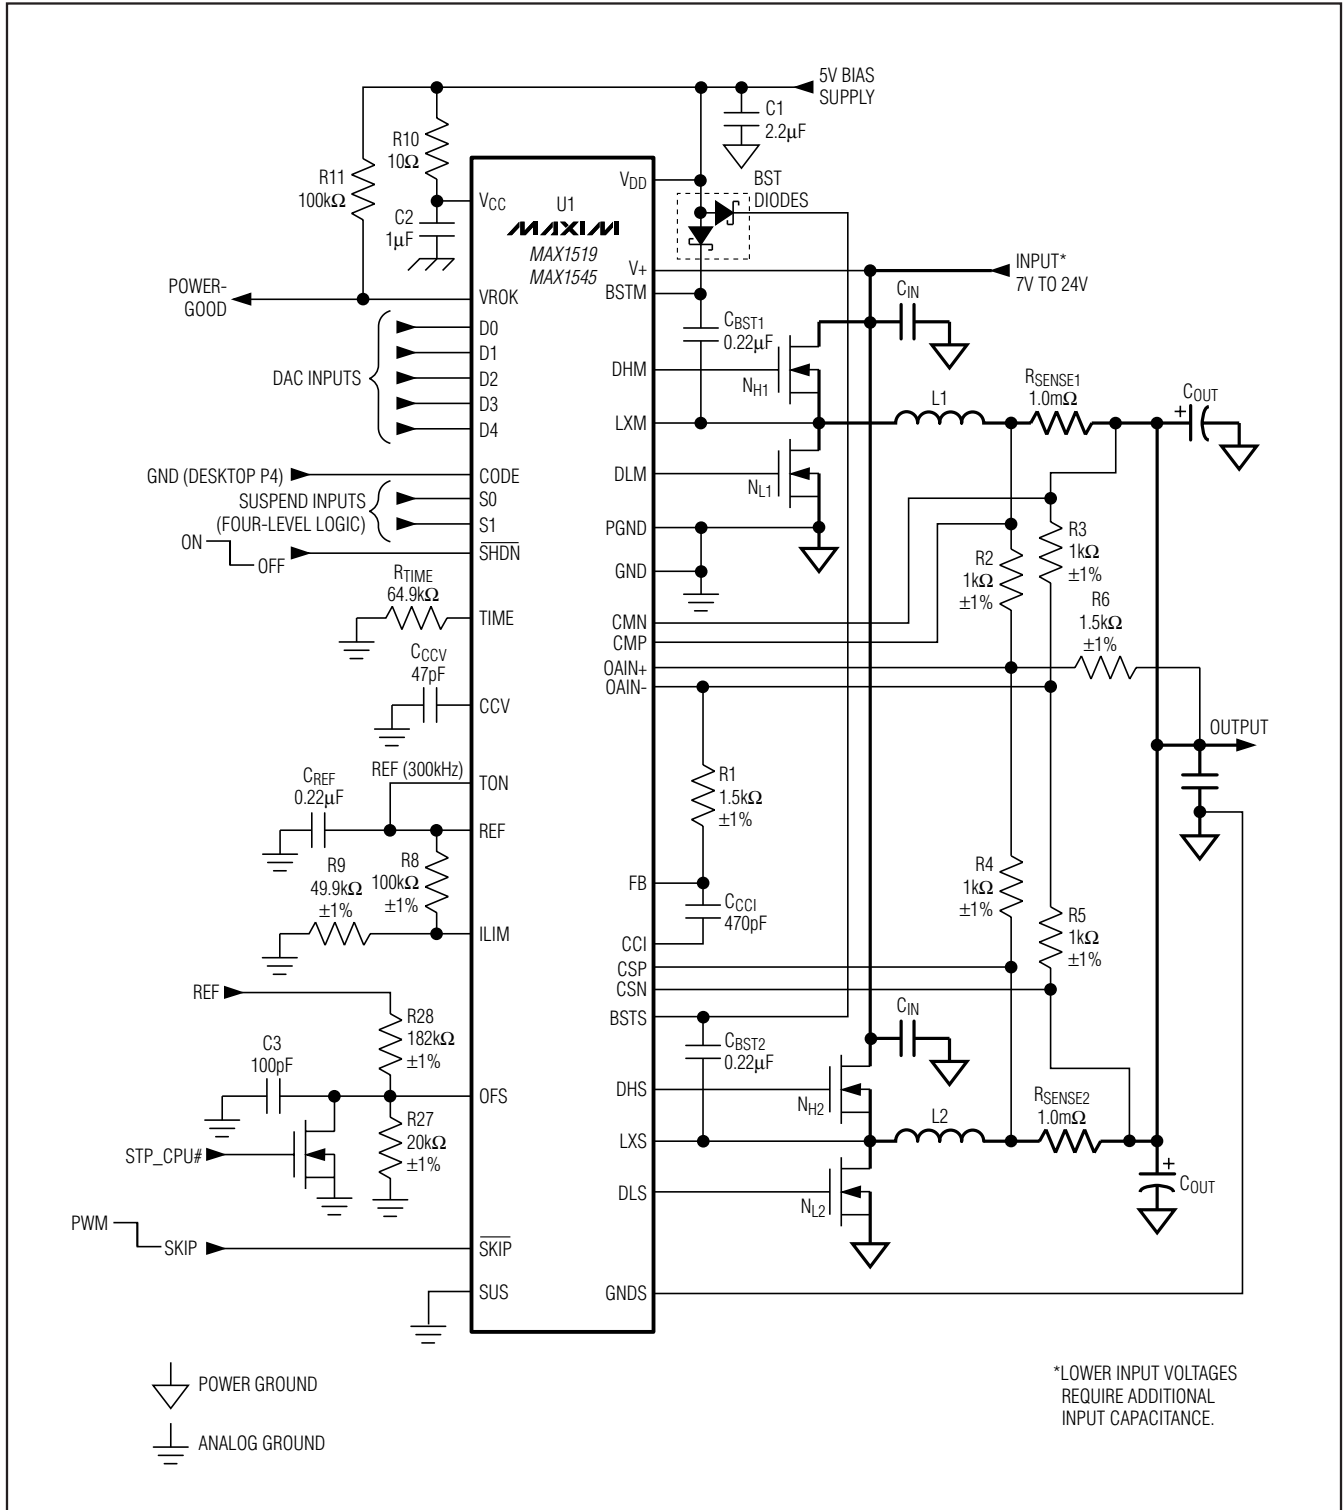 5V BIAS
SUPPLY
C1
2.2µF
R10
10Ω
R11
100kΩ
C2
1µF
BST
DIODES
POWER-
GOOD
DAC INPUTS
GND (DESKTOP P4)
SUSPEND INPUTS
(FOUR-LEVEL LOGIC)
ON
OFF
RTIME
64.9kΩ
CCCV
47pF
REF (300kHz)
CREF
0.22µF
R9
49.9kΩ
±1%
R8
100kΩ
±1%
REF
R28
182kΩ
±1%
C3
100pF
R27
20kΩ
±1%
STP_CPU#
PWM
SKIP
U1
MAXIM
MAX1519
MAX1545
VCC
VROK
D0
D1
D2
D3
D4
CODE
S0
S1
SHDN
TIME
CCV
TON
REF
ILIM
OFS
SKIP
SUS
VDD
V+
BSTM
DHM
LXM
DLM
PGND
GND
CMN
CMP
OAIN+
OAIN-
FB
CCI
CSP
CSN
BSTS
DHS
LXS
DLS
GNDS
INPUT*
7V TO 24V
CIN
CBST1
0.22µF
NH1
L1
RSENSE1
1.0mΩ
+
COUT
NL1
R2
1kΩ
±1%
R3
1kΩ
±1%
R6
1.5kΩ
±1%
OUTPUT
R1
1.5kΩ
±1%
R4
1kΩ
±1%
CCCI
470pF
R5
1kΩ
±1%
CIN
CBST2
0.22µF
NH2
L2
RSENSE2
1.0mΩ
+
COUT
NL2
POWER GROUND
ANALOG GROUND
*LOWER INPUT VOLTAGES
REQUIRE ADDITIONAL
INPUT CAPACITANCE.